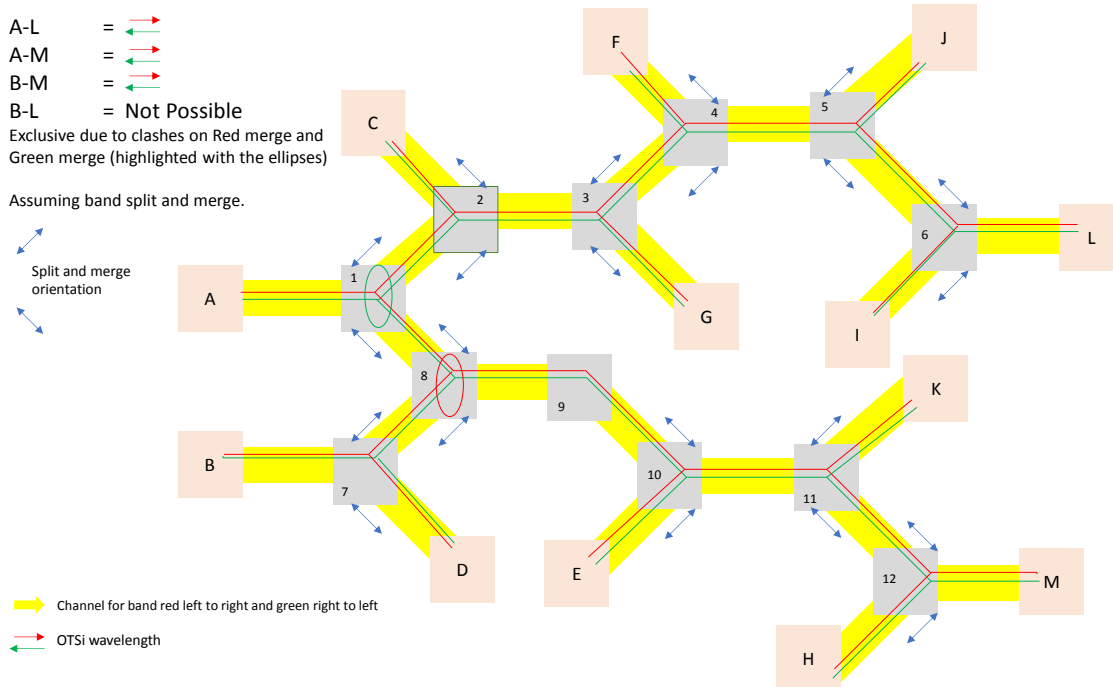 A-L =
A-M =
B-M =
B-L = Not Possible
Exclusive due to clashes on Red merge and
Green merge (highlighted with the ellipses)
Assuming band split and merge.
Split and merge
orientation
F
J
4
5
C
2
3
6
L
1
A
G
I
8
9
K
B
10
7
11
D
E
12
M
H
Channel for band red left to right and green right to left
OTSi wavelength